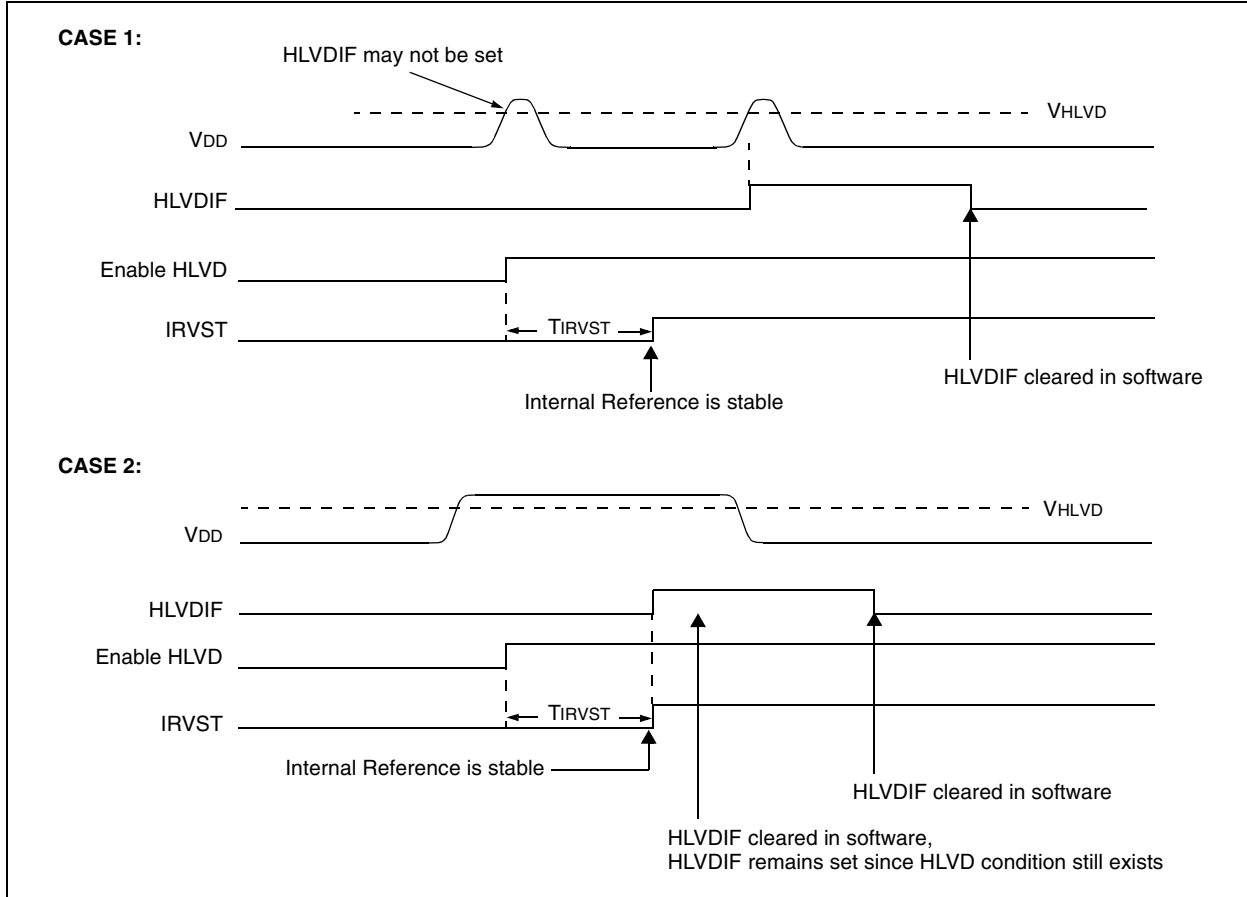 CASE 1:
HLVDIF may not be set
VHLVD
VDD
HLVDIF
Enable HLVD
TIRVST
IRVST
HLVDIF cleared in software
Internal Reference is stable
CASE 2:
VHLVD
VDD
HLVDIF
Enable HLVD
TIRVST
IRVST
Internal Reference is stable
HLVDIF cleared in software
HLVDIF cleared in software,
HLVDIF remains set since HLVD condition still exists